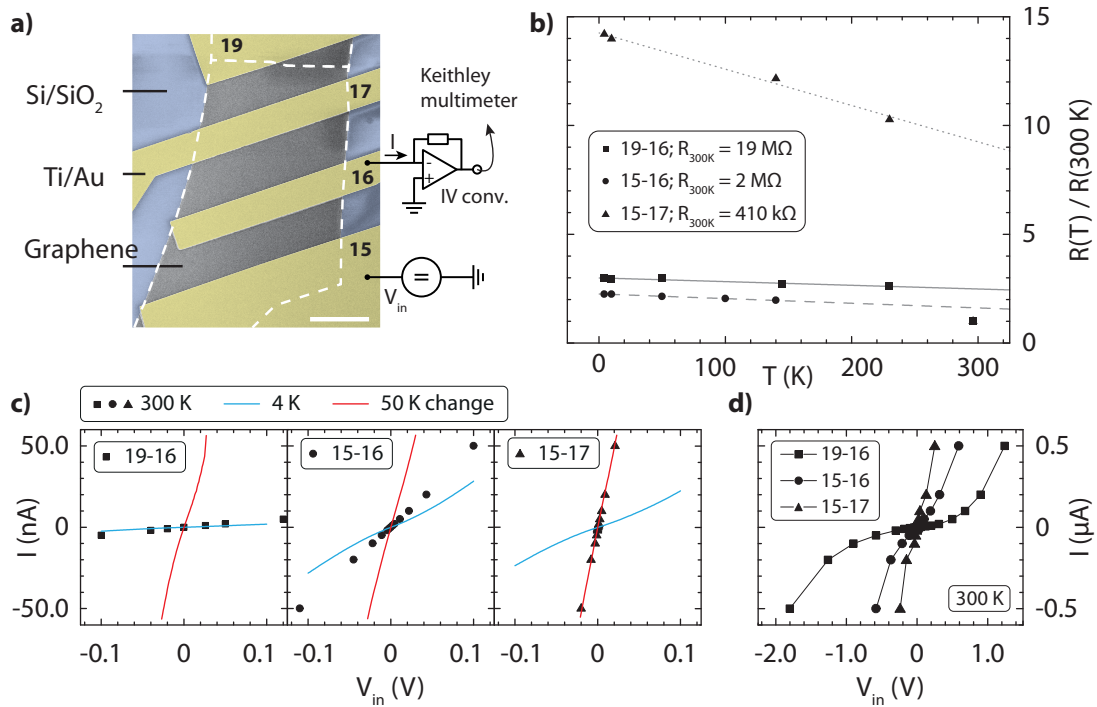 a)
19
17
16
15
Si/SiO2
Ti/Au
Graphene
Keithley
multimeter
I
-
+
IV conv.
=
Vin
b)
15
10
5
0
R(T) / R(300 K)
19-16; R300K = 19 MΩ
15-16; R300K = 2 MΩ
15-17; R300K = 410 kΩ
0 100 200 300
T (K)
c)
300 K 4 K 50 K change
50.0
0
-50.0
I (nA)
19-16
15-16
15-17
-0.1 0 0.1
-0.1 0 0.1
-0.1 0 0.1
Vin (V)
d)
19-16
15-16
15-17
0.5
0
-0.5
I (µA)
300 K
-2.0 -1.0 0 1.0
Vin (V)